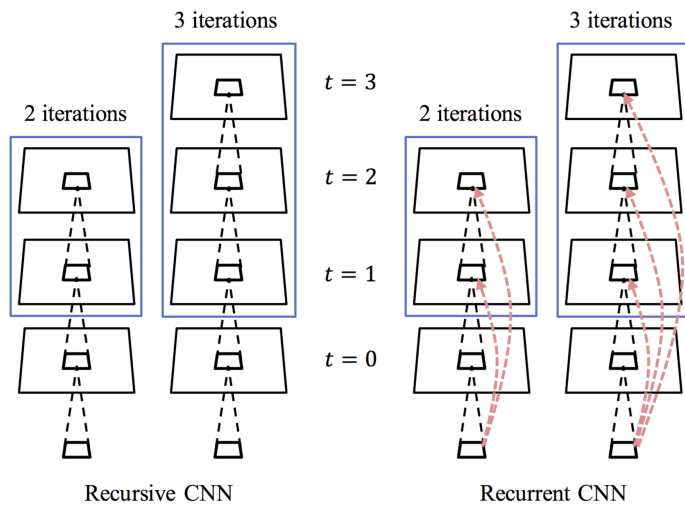 3 iterations
3 iterations
t = 3
2 iterations
2 iterations
t = 2
t = 1
t = 0
Recursive CNN
Recurrent CNN